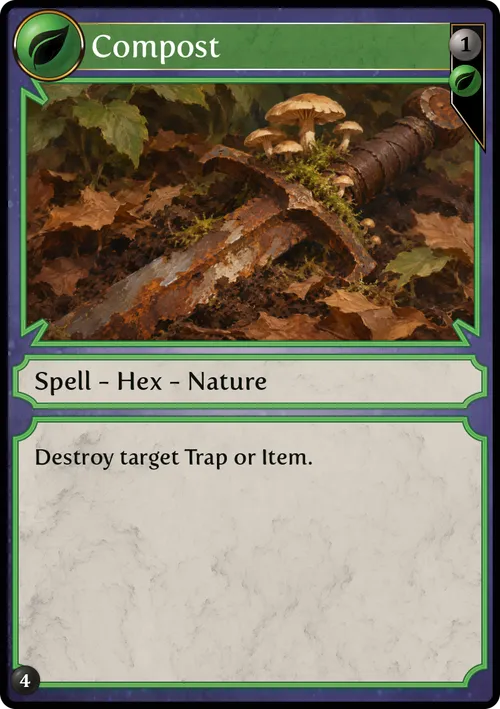 Compost
1
Spell - Hex - Nature
Destroy target Trap or Item.
4